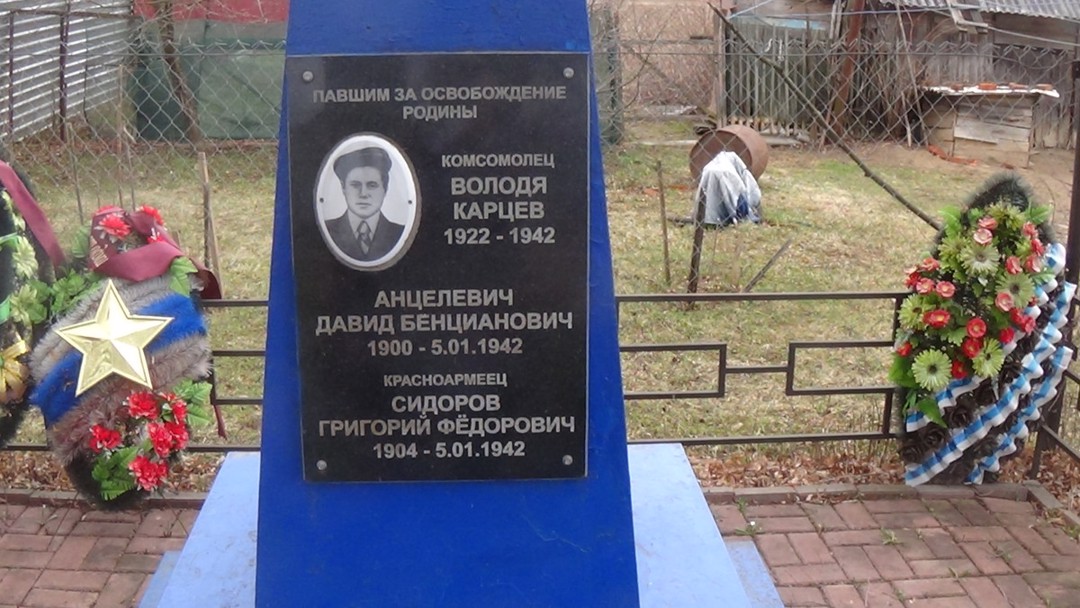 ПАВШИМ ЗА ОСВОБОЖДЕНИЕ
РОДИНЫ
КОМСОМОЛЕЦ
ВОЛОДЯ
КАРЦЕВ
1922 - 1942
АНЦЕЛЕВИЧ
ДАВИД БЕНЦИАНОВИЧ
1900 - 5.01.1942
КРАСНОАРМЕЕЦ
СИДОРОВ
ГРИГОРИЙ ФЁДОРОВИЧ
1904 - 5.01.1942